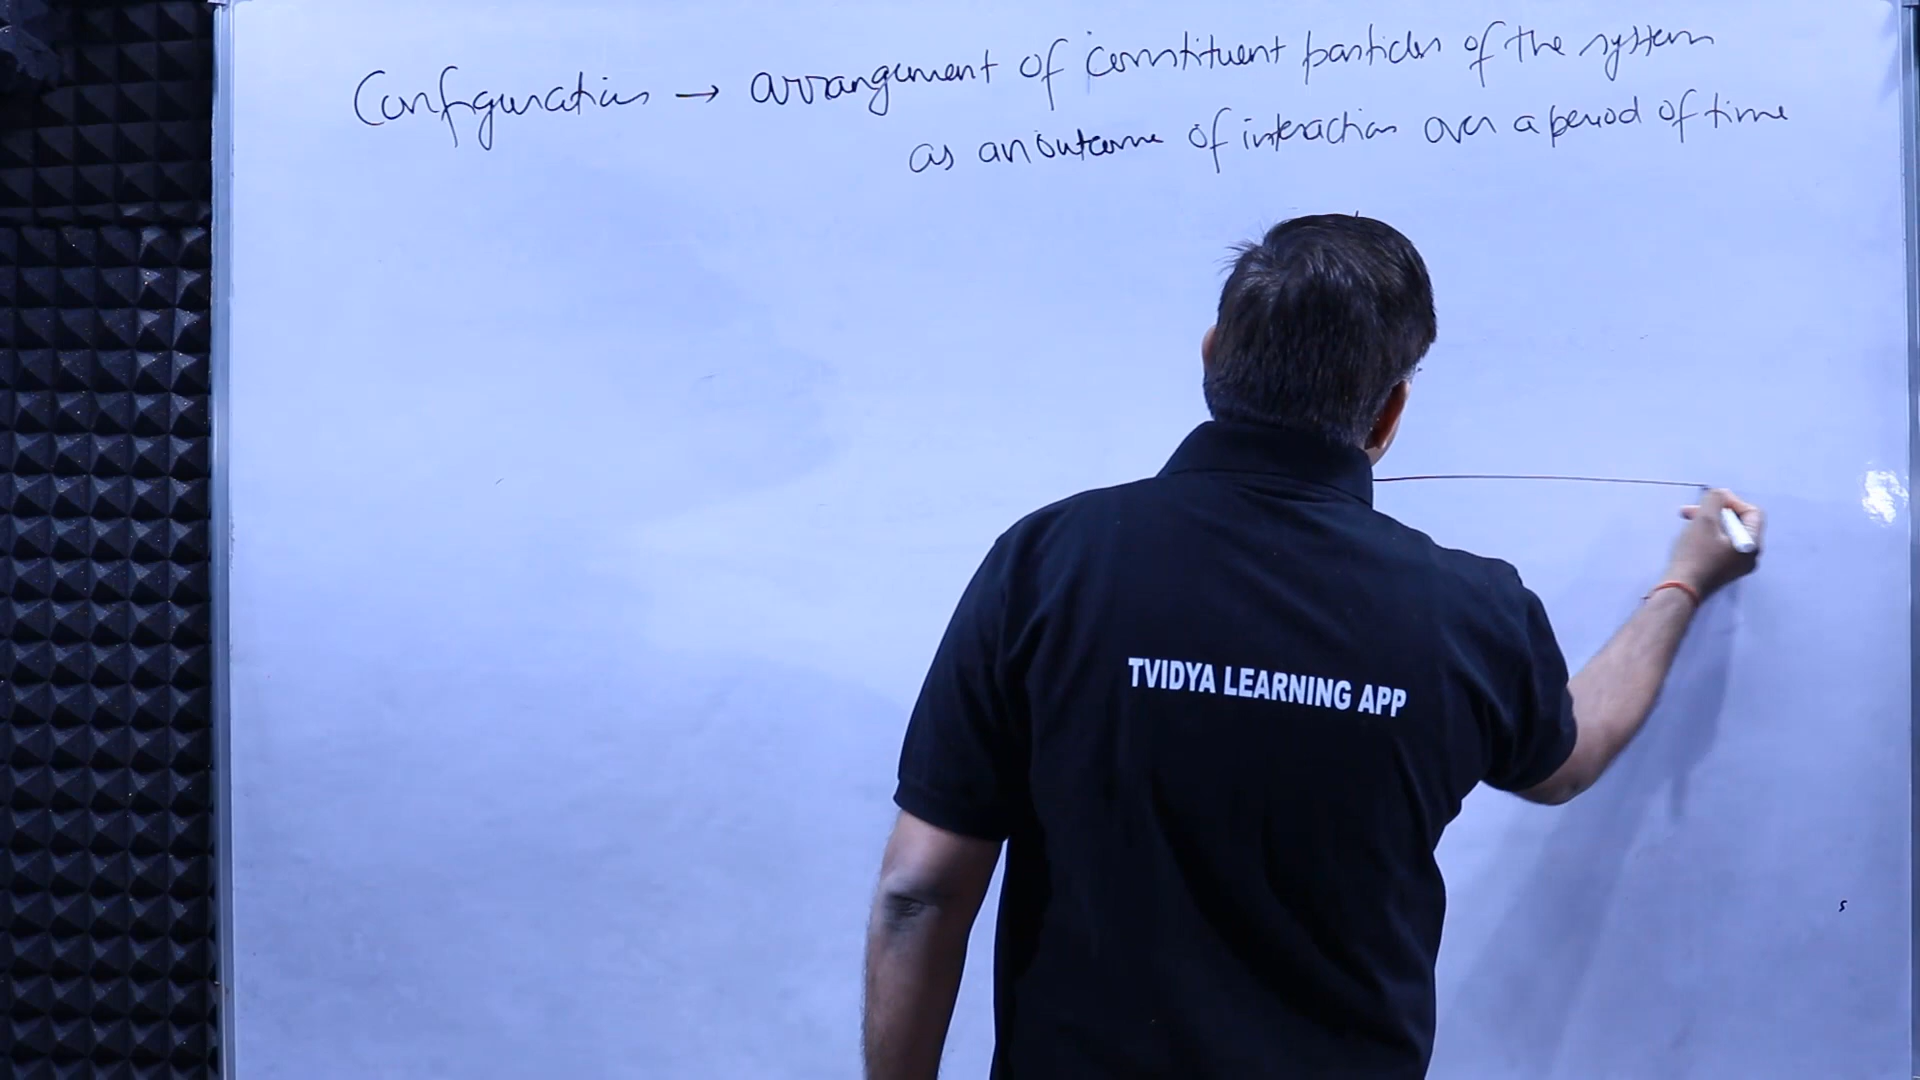 Configuration → arrangement of constituent particles of the system
as an outcome of interaction over a period of time
TVIDYA LEARNING APP